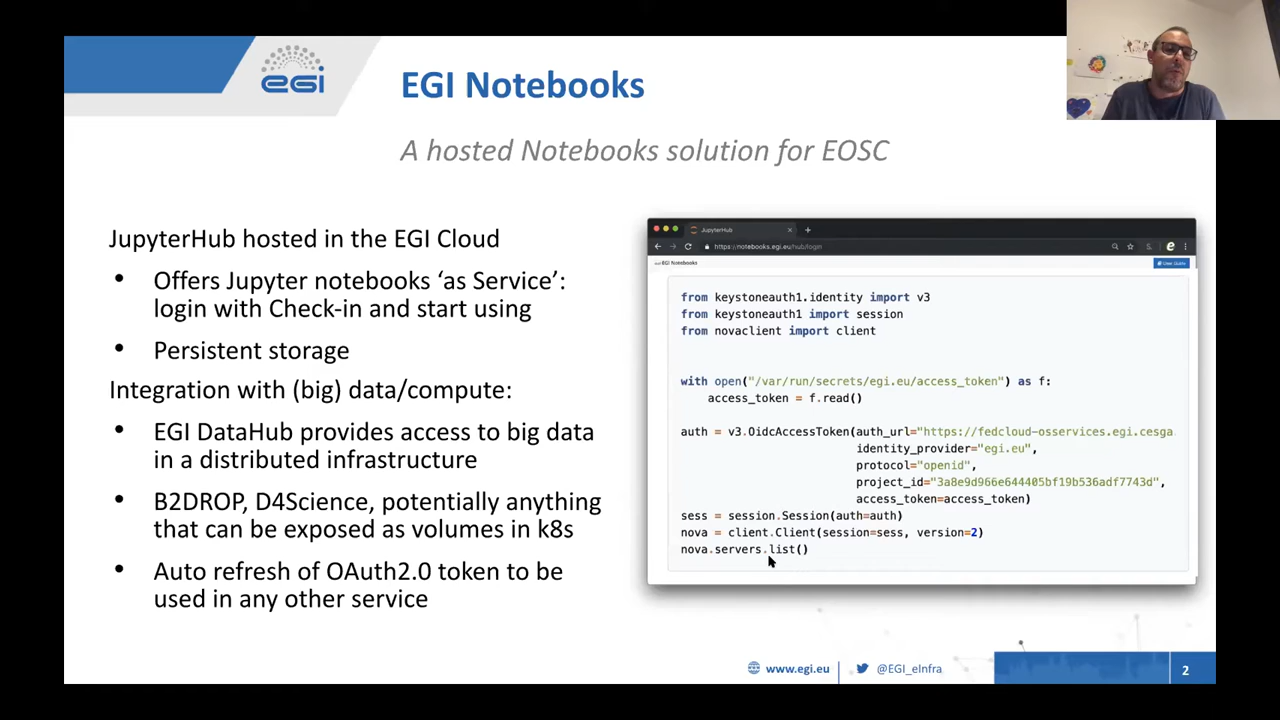 egi
EGI Notebooks
A hosted Notebooks solution for EOSC
JupyterHub hosted in the EGI Cloud
• Offers Jupyter notebooks ‘as Service’:
login with Check-in and start using
• Persistent storage
Integration with (big) data/compute:
• EGI DataHub provides access to big data
in a distributed infrastructure
• B2DROP, D4Science, potentially anything
that can be exposed as volumes in k8s
• Auto refresh of OAuth2.0 token to be
used in any other service
JupyterHub
https://notebooks.egi.eu/hub/login
EGI Notebooks
User Guide
from keystoneauth1.identity import v3
from keystoneauth1 import session
from novaclient import client
with open("/var/run/secrets/egi.eu/access_token") as f:
access_token = f.read()
auth = v3.OidcAccessToken(auth_url="https://fedcloud-osservices.egi.cesga
identity_provider="egi.eu",
protocol="openid",
project_id="3a8e9d966e644405bf19b536adf7743d",
access_token=access_token)
sess = session.Session(auth=auth)
nova = client.Client(session=sess, version=2)
nova.servers.list()
www.egi.eu
@EGI_eInfra
2